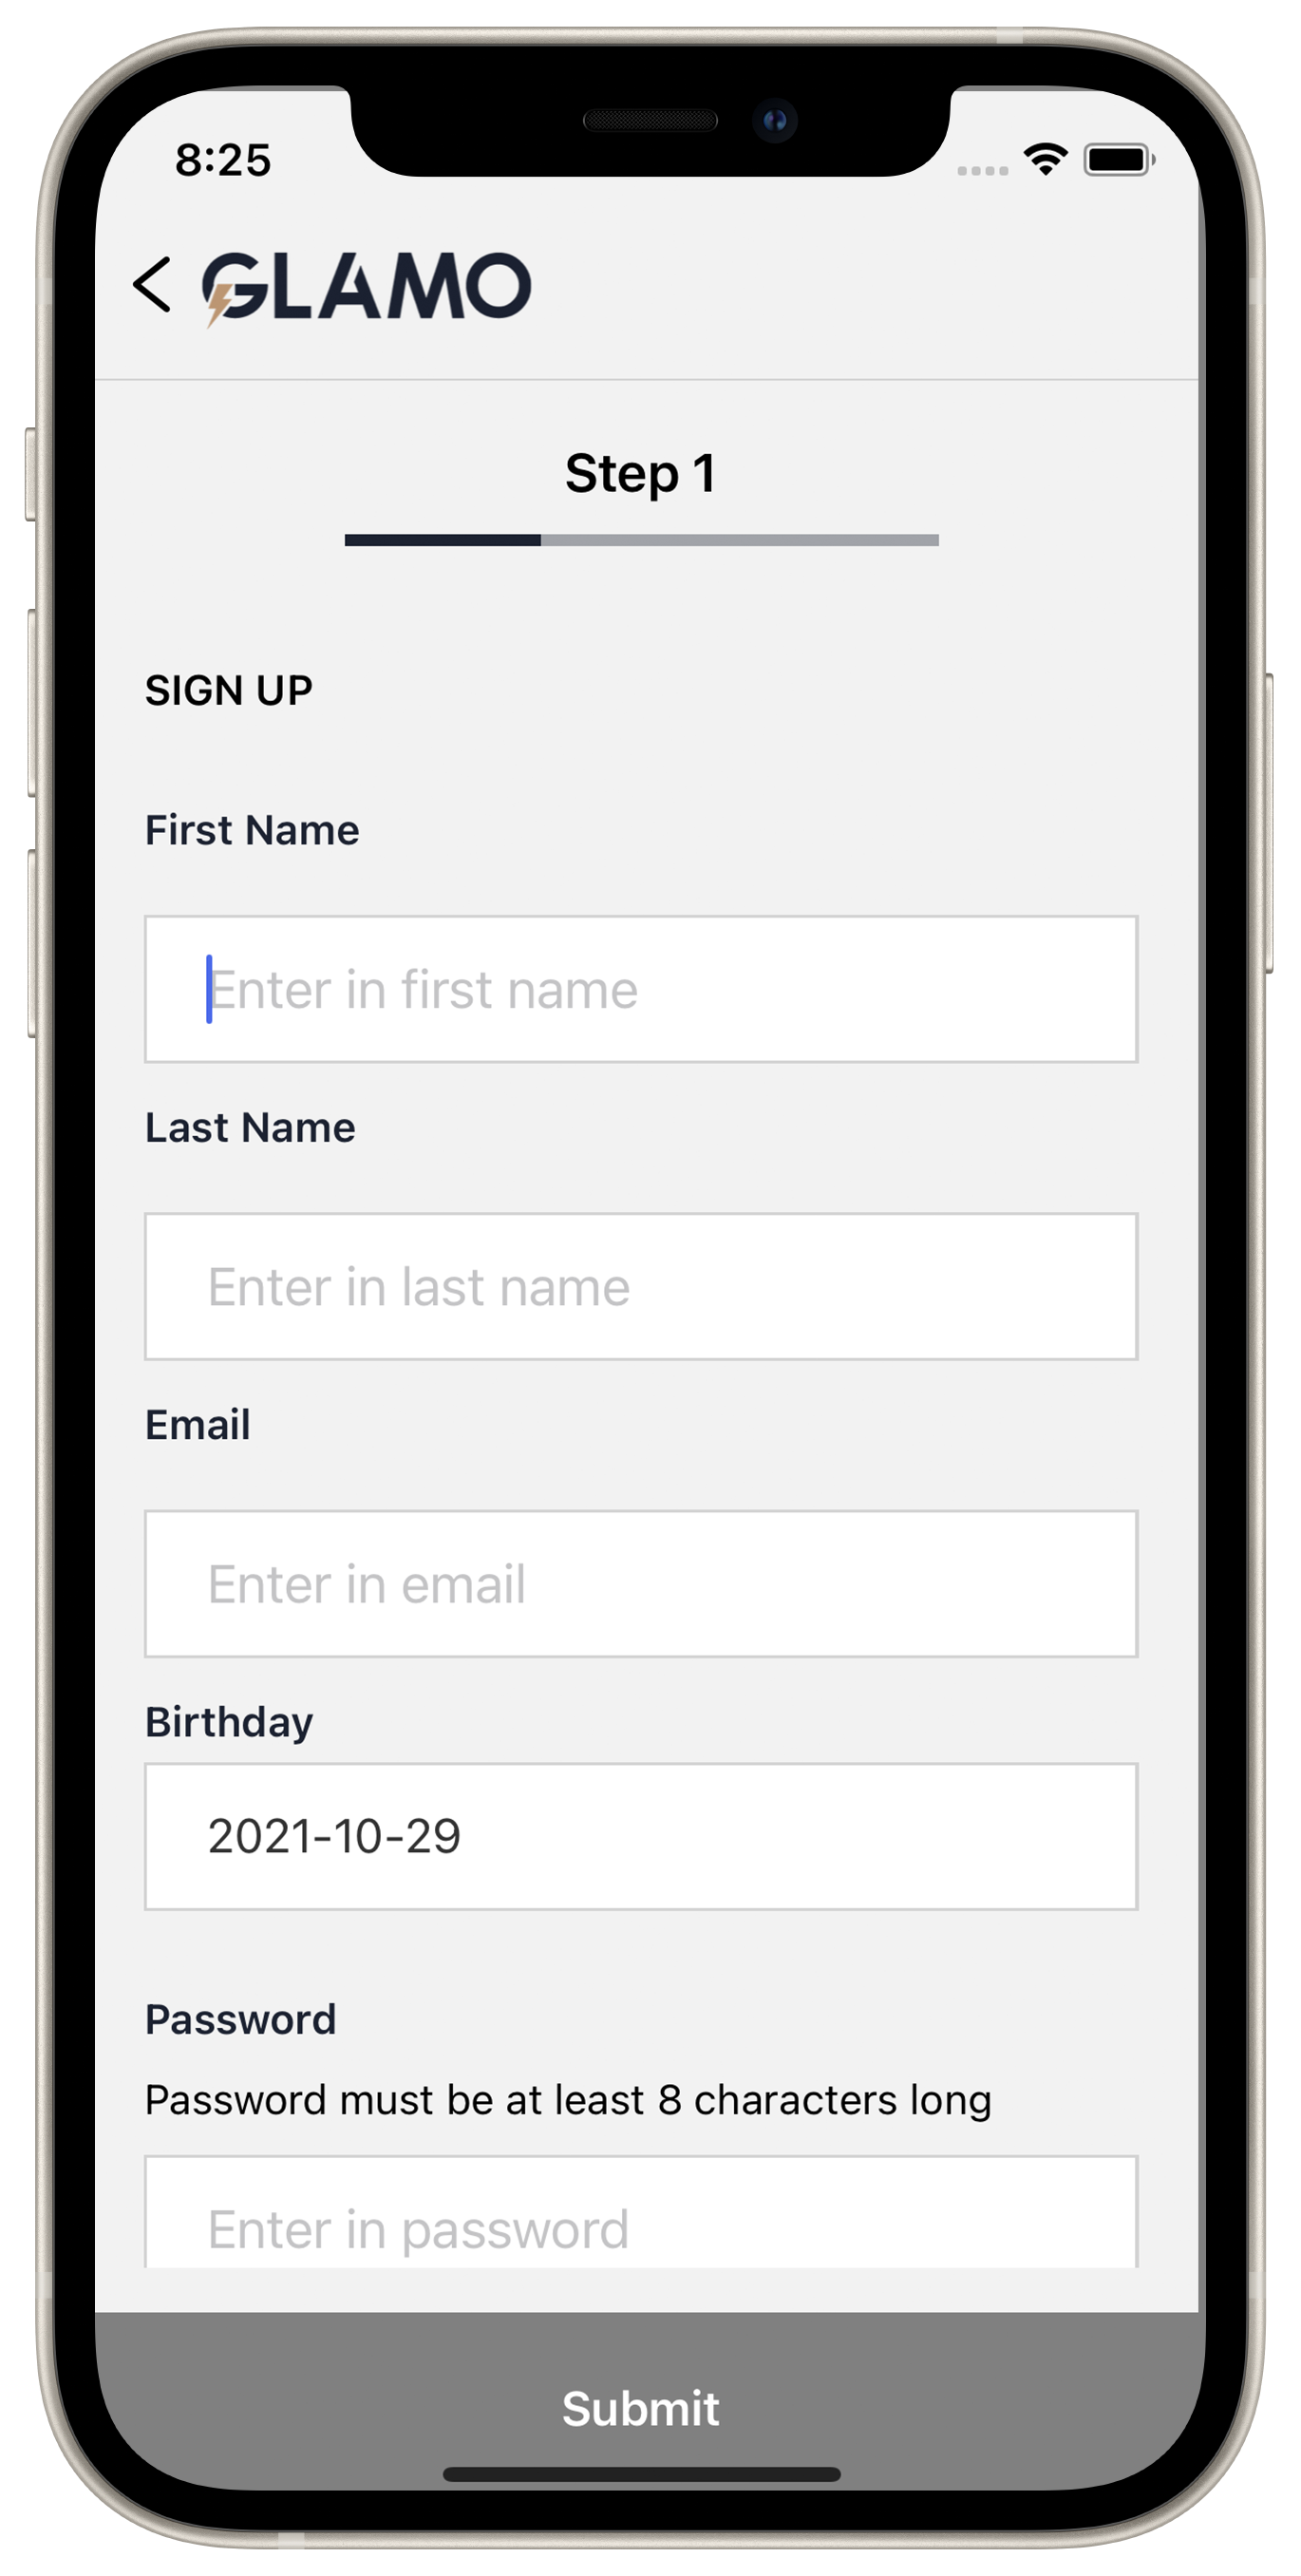 8:25
GLAMO
Step 1
SIGN UP
First Name
Enter in first name
Last Name
Enter in last name
Email
Enter in email
Birthday
2021-10-29
Password
Password must be at least 8 characters long
Enter in password
Submit